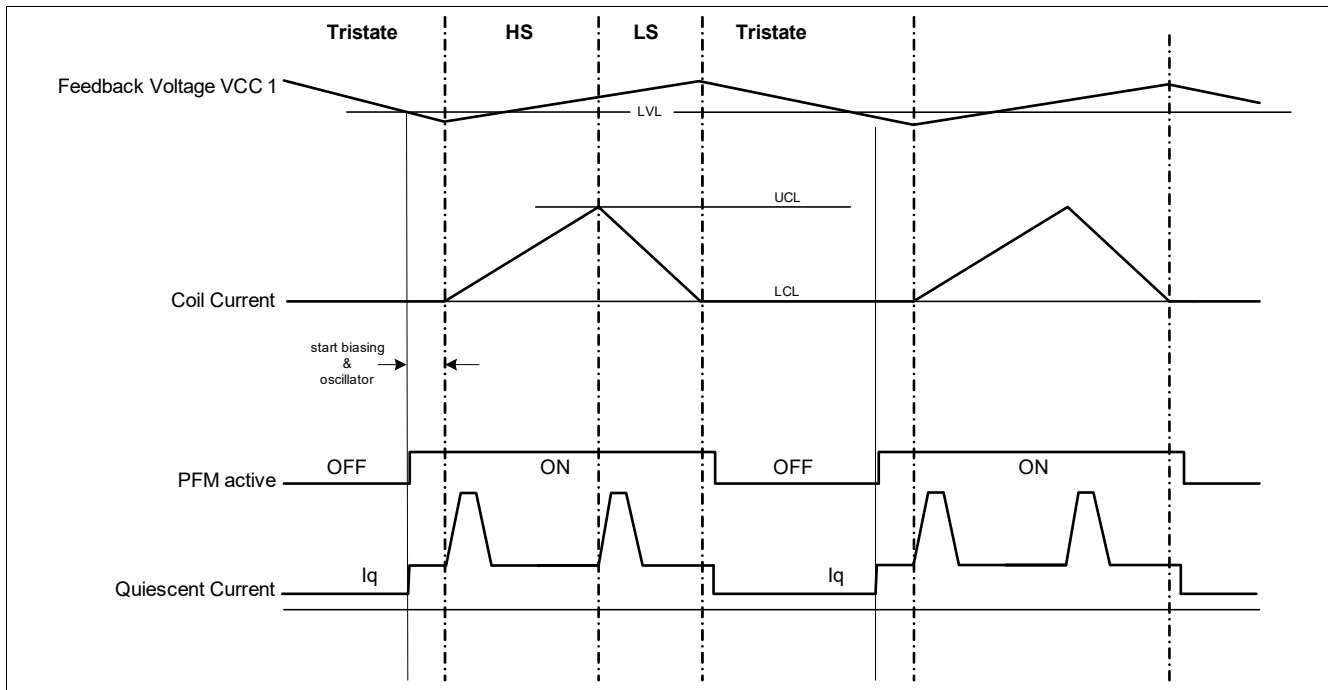 Tristate
HS
LS
Tristate
Feedback Voltage VCC 1
LVL
UCL
Coil Current
LCL
start biasing
&
oscillator
PFM active
OFF
ON
OFF
ON
Quiescent Current
Iq
Iq